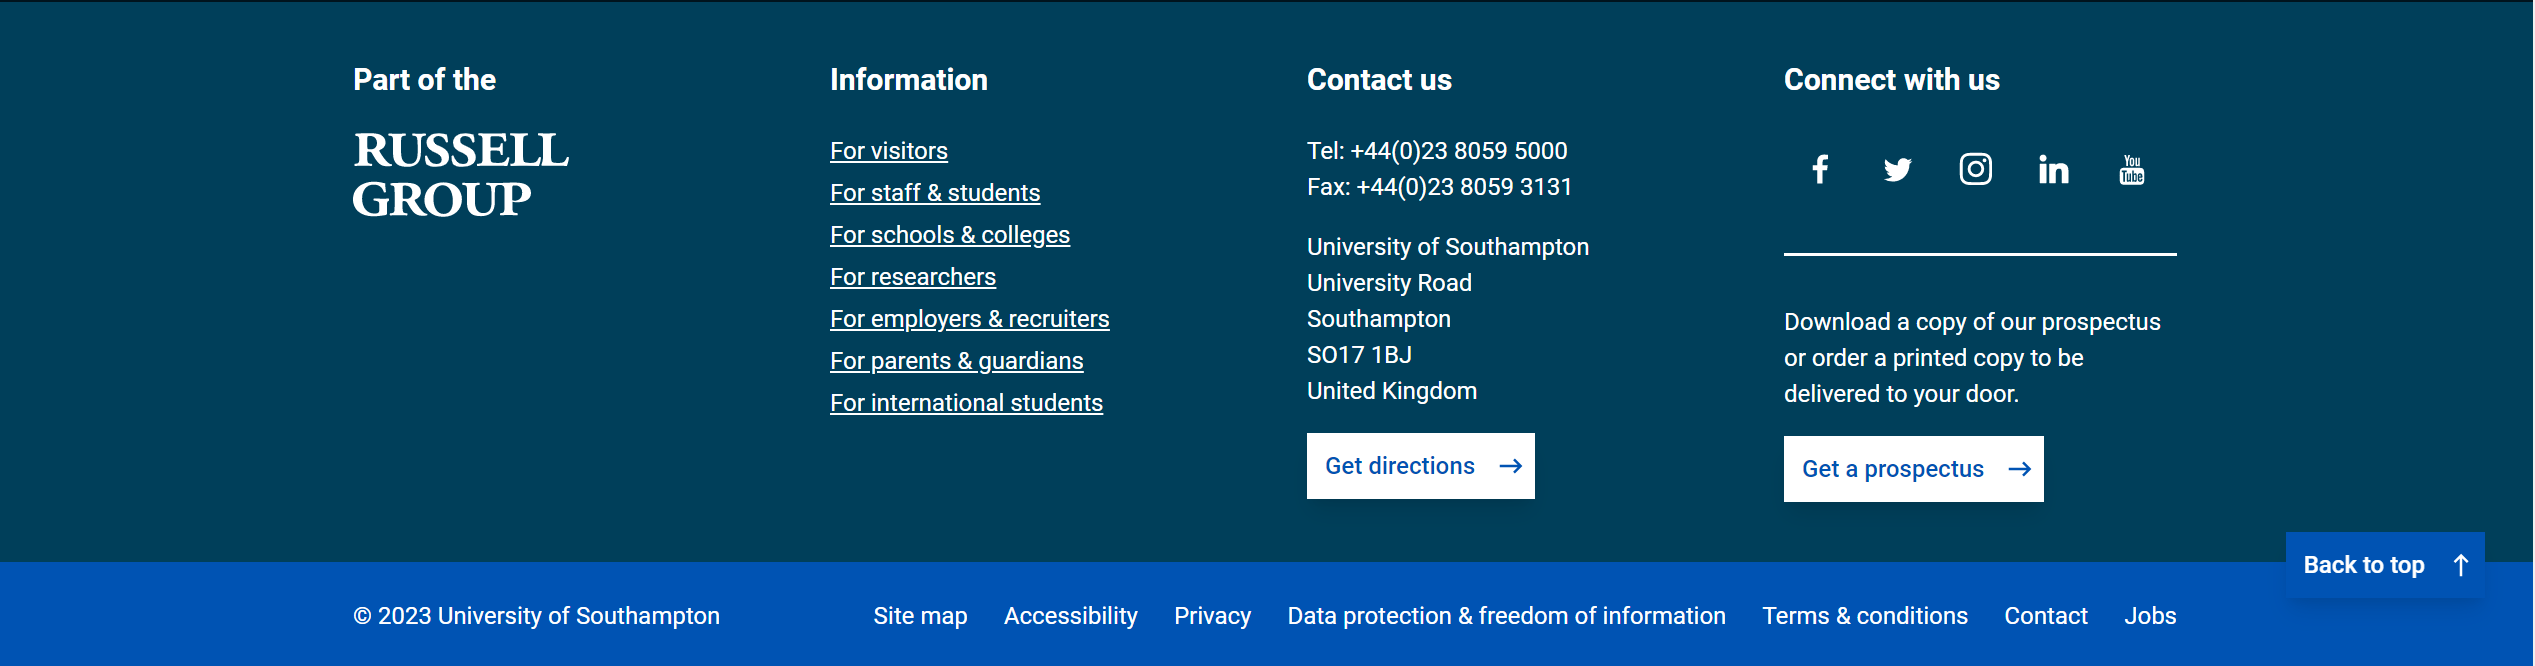 Part of the
RUSSELL
GROUP
Information
For visitors
For staff & students
For schools & colleges
For researchers
For employers & recruiters
For parents & guardians
For international students
Contact us
Tel: +44(0)23 8059 5000
Fax: +44(0)23 8059 3131
University of Southampton
University Road
Southampton
SO17 1BJ
United Kingdom
Get directions
Connect with us
You
Tube
Download a copy of our prospectus
or order a printed copy to be
delivered to your door.
Get a prospectus
Back to top
© 2023 University of Southampton
Site map Accessibility Privacy Data protection & freedom of information Terms & conditions Contact Jobs